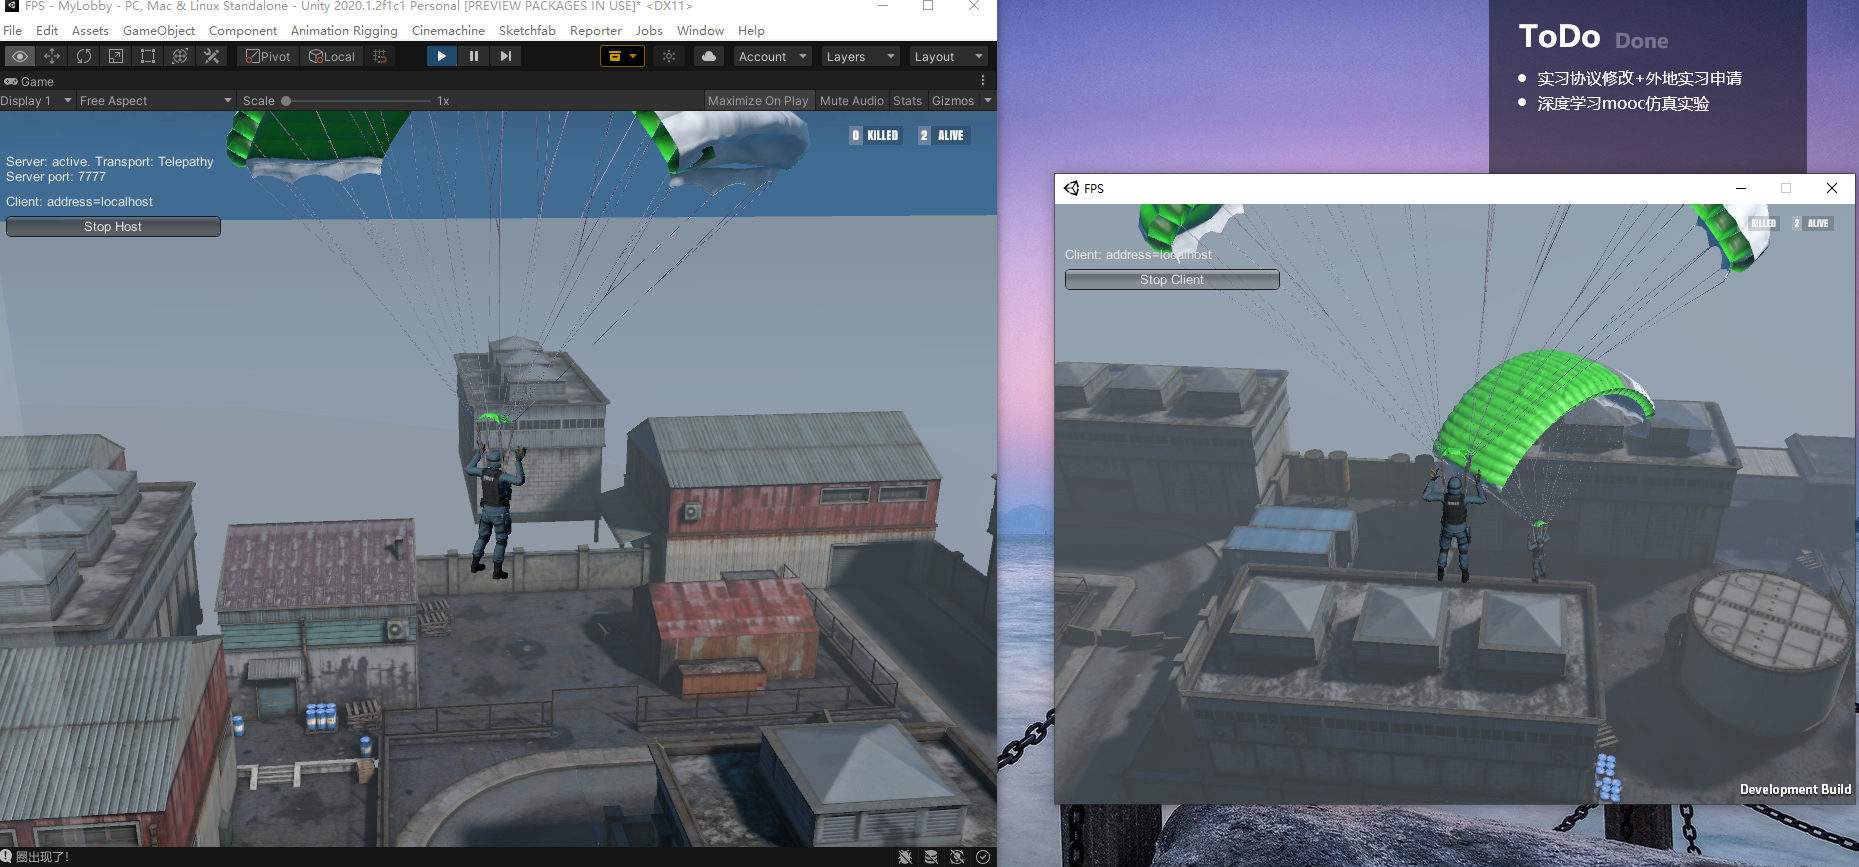 FPS - MyLobby - PC, Mac & Linux Standalone - Unity 2020.1.2f1c1 Personal [PREVIEW PACKAGES IN USE]* <DX11>
File Edit Assets GameObject Component Animation Rigging Cinemachine Sketchfab Reporter Jobs Window Help
Pivot Local Account Layers Layout
Game
Display 1 Free Aspect Scale 1x Maximize On Play Mute Audio Stats Gizmos
0 KILLED 2 ALIVE
Server: active. Transport: Telepathy
Server port: 7777
Client: address=localhost
Stop Host
圈出现了!
ToDo Done
实习协议修改+外地实习申请
深度学习mooc仿真实验
FPS
KILLED 2 ALIVE
Client: address=localhost
Stop Client
Development Build